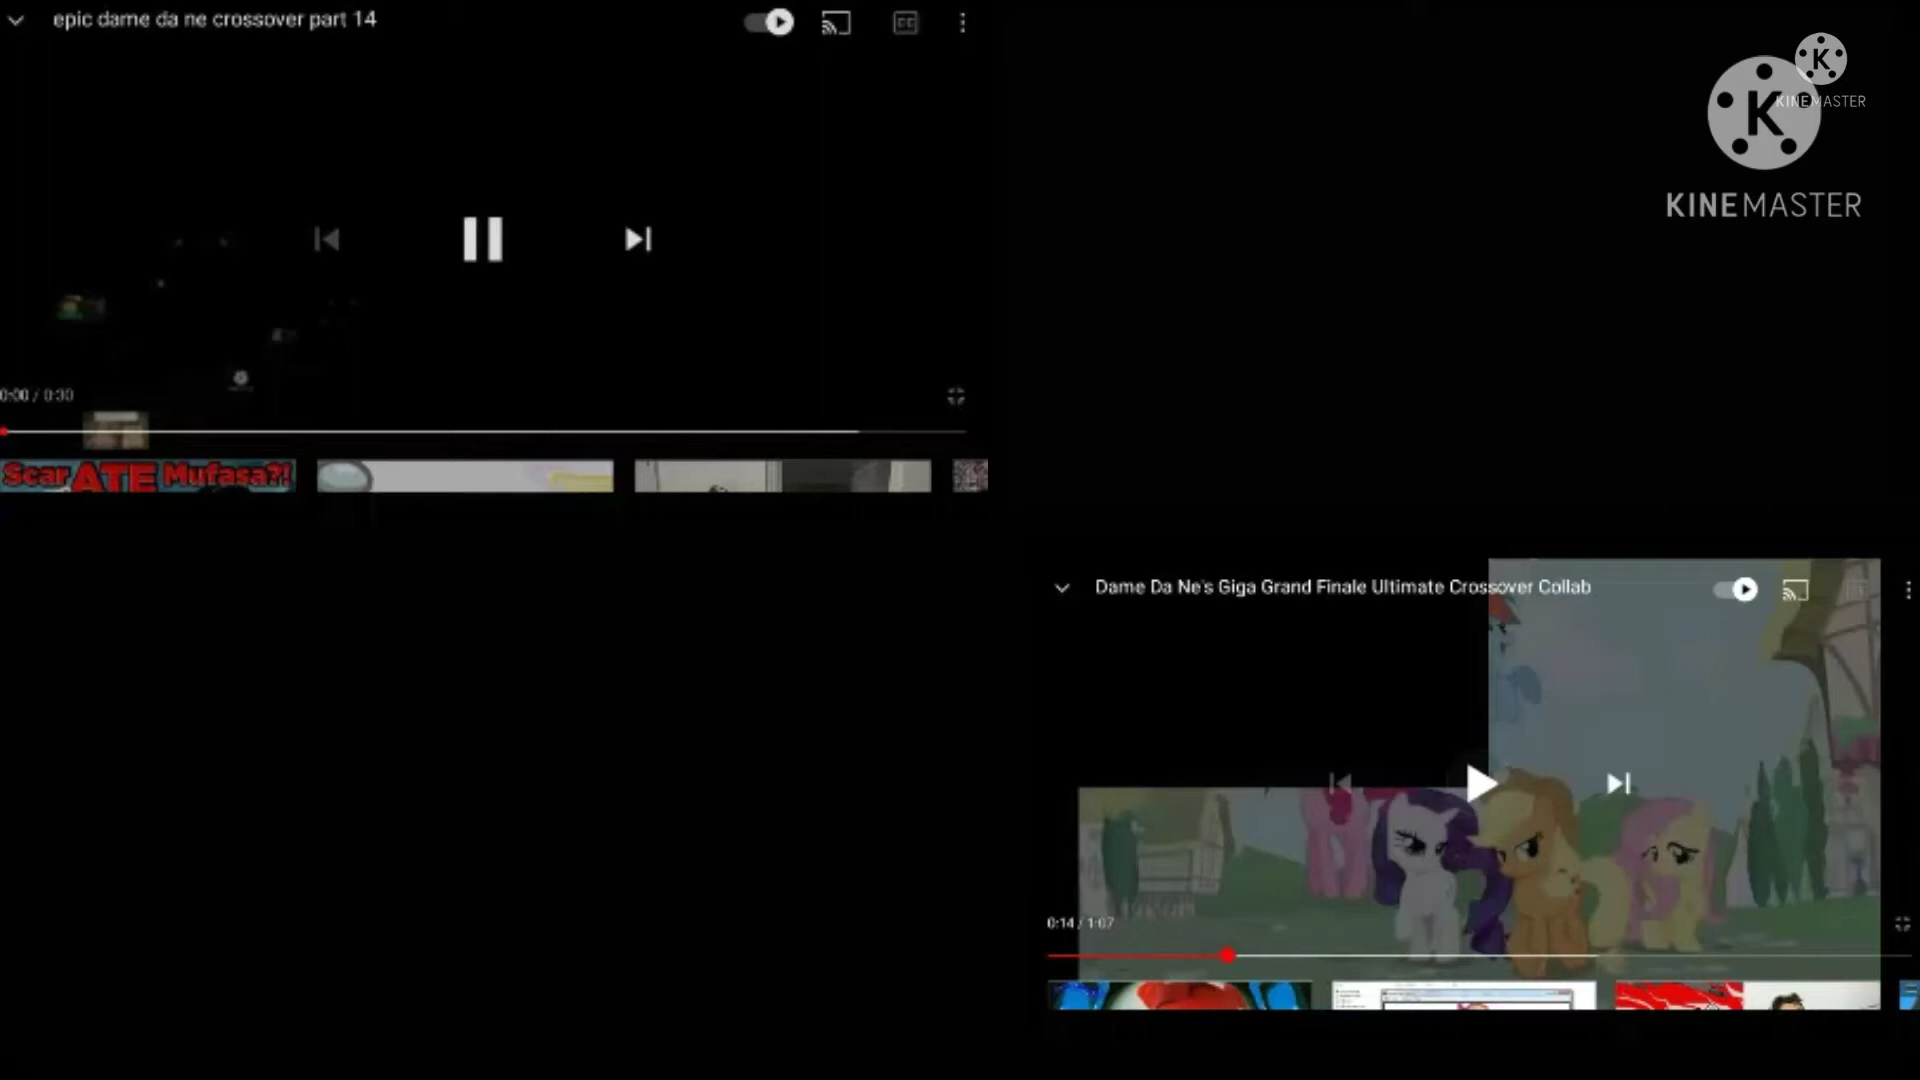 epic dame da ne crossover part 14
CC
K
KINEMASTER
K
KINEMASTER
0:00 / 0:30
Scar ATE Mufasa?!
Dame Da Ne's Giga Grand Finale Ultimate Crossover Collab
0:14 / 1:07